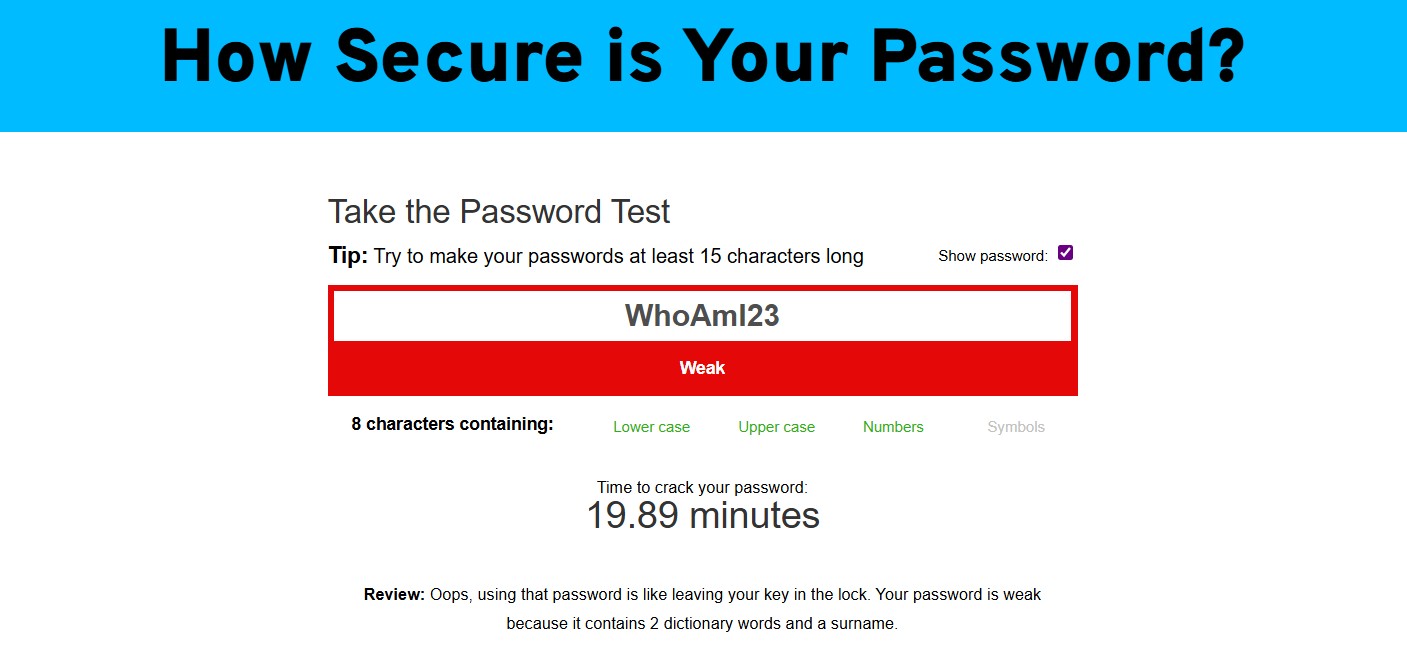 How Secure is Your Password?
Take the Password Test
Tip: Try to make your passwords at least 15 characters long
Show password:
WhoAmI23
Weak
8 characters containing: Lower case Upper case Numbers Symbols
Time to crack your password:
19.89 minutes
Review: Oops, using that password is like leaving your key in the lock. Your password is weak
because it contains 2 dictionary words and a surname.